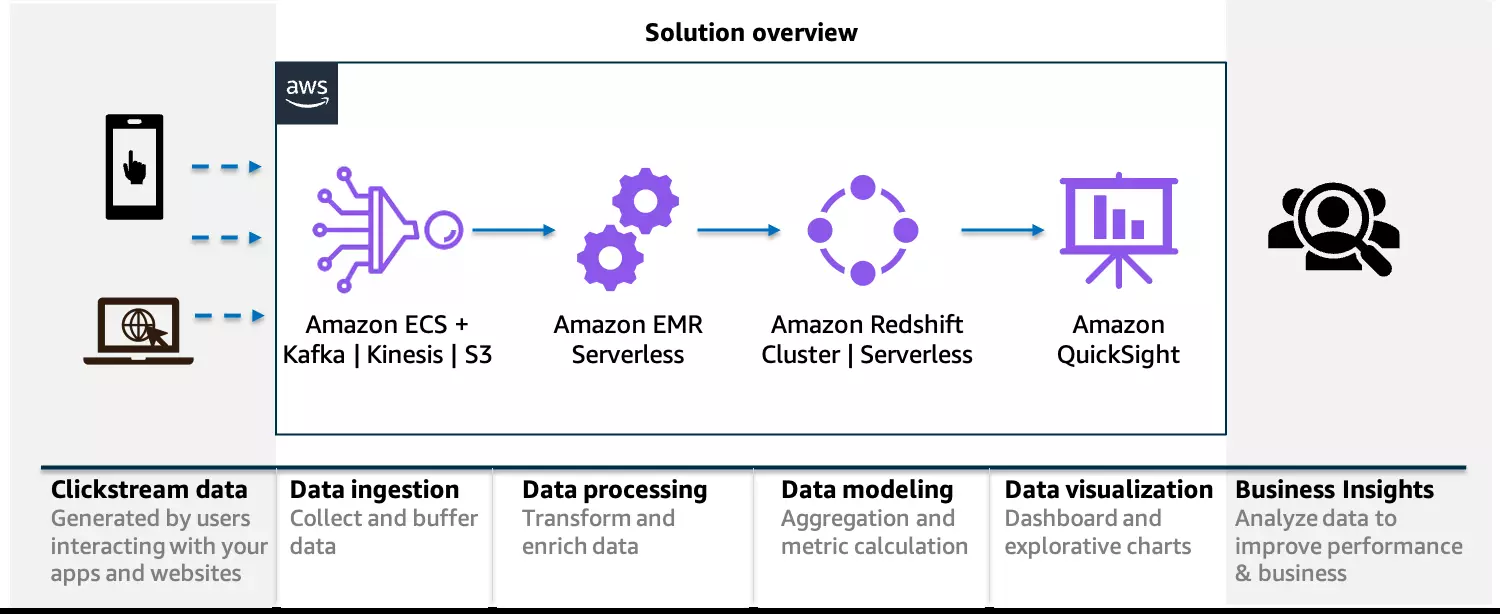 Solution overview
aws
Amazon ECS +
Kafka | Kinesis | S3
Amazon EMR
Serverless
Amazon Redshift
Cluster | Serverless
Amazon
QuickSight
Clickstream data
Generated by users
interacting with your
apps and websites
Data ingestion
Collect and buffer
data
Data processing
Transform and
enrich data
Data modeling
Aggregation and
metric calculation
Data visualization
Dashboard and
explorative charts
Business Insights
Analyze data to
improve performance
& business